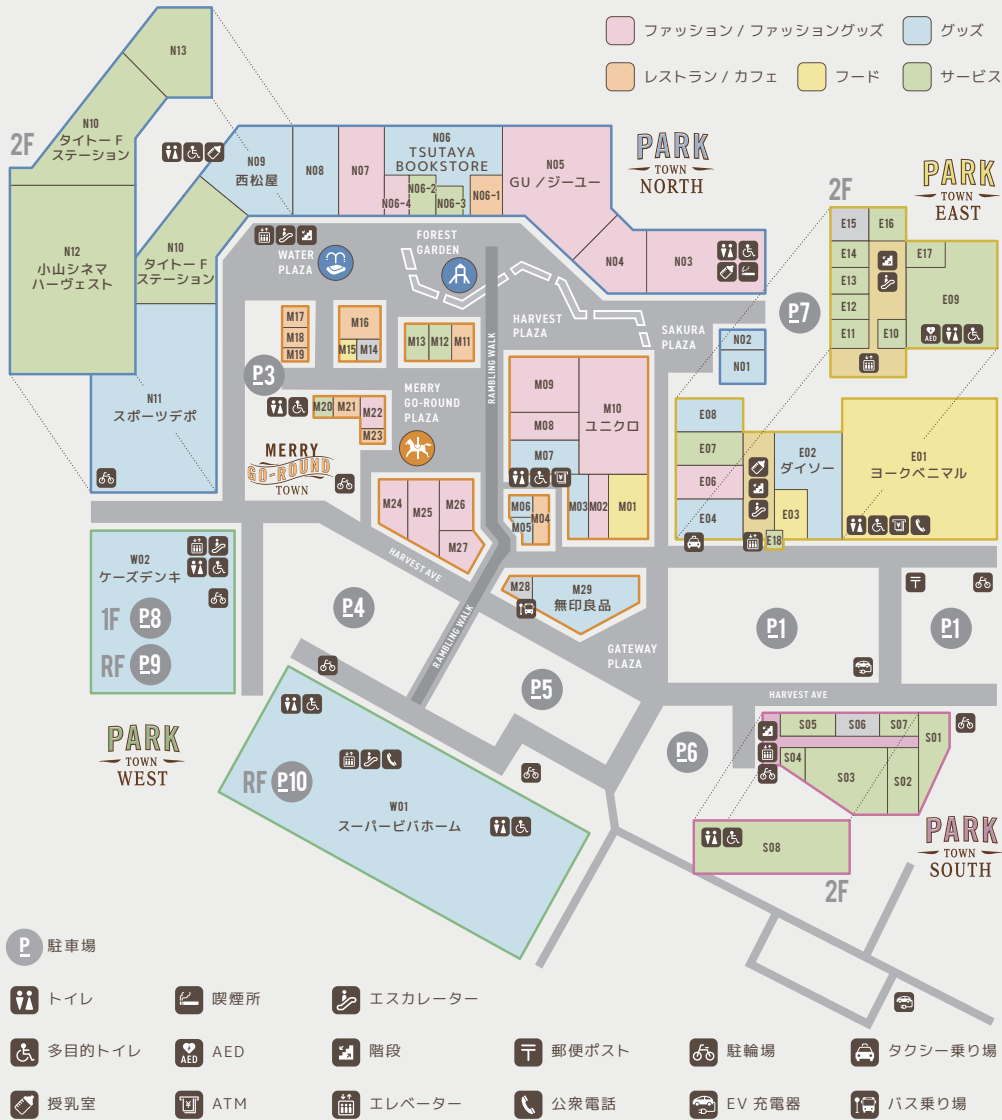 ファッション / ファッショングッズ
グッズ
レストラン / カフェ
フード
サービス
N13
2F
N10
タイトー F
ステーション
N12
小山シネマ
ハーヴェスト
N10
タイトー F
ステーション
N11
スポーツデポ
N09
西松屋
N08
N07
N06
TSUTAYA
BOOKSTORE
N06-4
N06-2
N06-3
N06-1
N05
GU / ジーユー
N04
N03
PARK
TOWN
NORTH
PARK
TOWN
EAST
2F
E15
E16
E14
E17
E13
E12
E09
E11
E10
AED
WATER
PLAZA
FOREST
GARDEN
HARVEST
PLAZA
SAKURA
PLAZA
P7
N02
N01
M17
M18
M19
M16
M15
M14
M13
M12
M11
RAMBLING WALK
P3
MERRY
GO-ROUND
PLAZA
M20
M21
M22
M23
MERRY
GO-ROUND
TOWN
M09
M08
M07
M10
ユニクロ
M06
M05
M04
M03
M02
M01
E08
E07
E06
E04
E02
ダイソー
E03
E18
E01
ヨークベニマル
M24
M25
M26
M27
HARVEST AVE
M28
M29
無印良品
W02
ケーズデンキ
1F P8
RF P9
P4
RAMBLING WALK
P5
GATEWAY
PLAZA
P1
P1
HARVEST AVE
PARK
TOWN
WEST
RF P10
W01
スーパービバホーム
P6
S05
S06
S07
S01
S04
S03
S02
S08
2F
PARK
TOWN
SOUTH
P 駐車場
トイレ
喫煙所
エスカレーター
多目的トイレ
AED
AED
階段
郵便ポスト
駐輪場
タクシー乗り場
授乳室
ATM
エレベーター
公衆電話
EV 充電器
バス乗り場